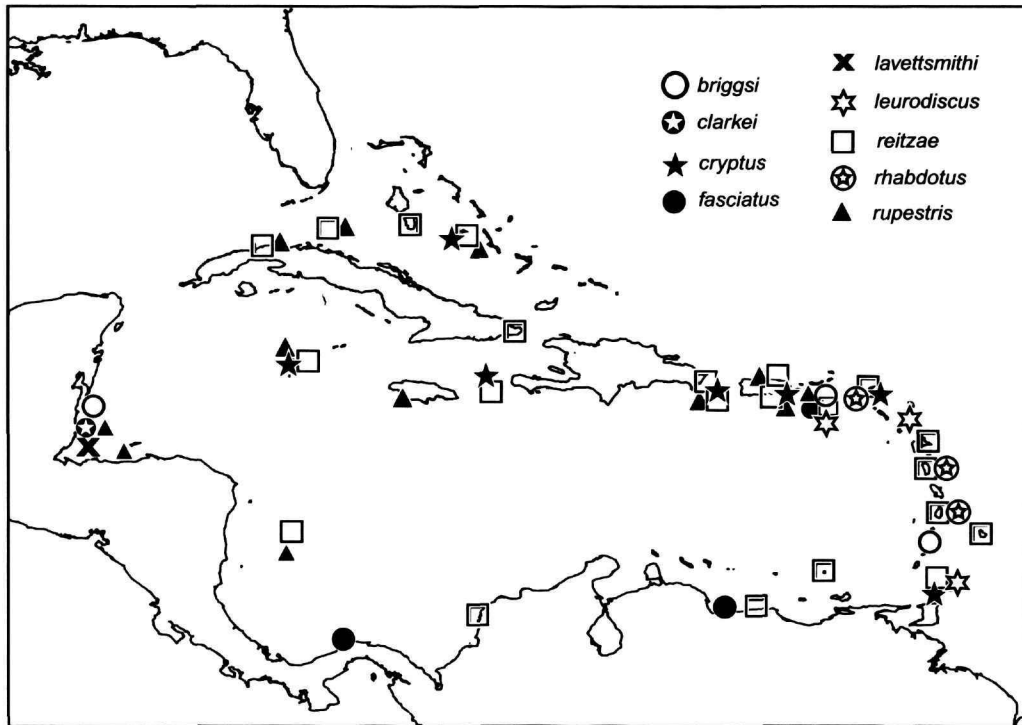 briggsi
clarkei
cryptus
fasciatus
lavettsmithi
leurodiscus
reitzae
rhabdotus
rupestris